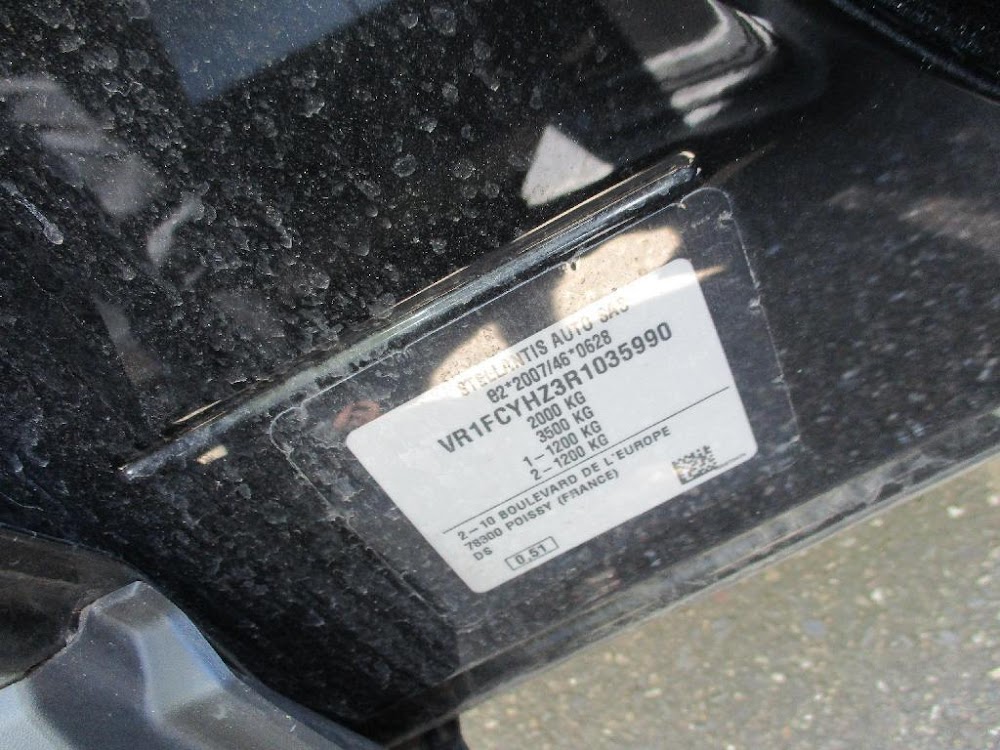 STELLANTIS AUTO SAS
82*2007/46*0628
VR1FCYHZ3R1035990
2000 KG
3500 KG
1-1200 KG
2-1200 KG
2-10 BOULEVARD DE L'EUROPE
78300 POISSY (FRANCE)
DS
0.51